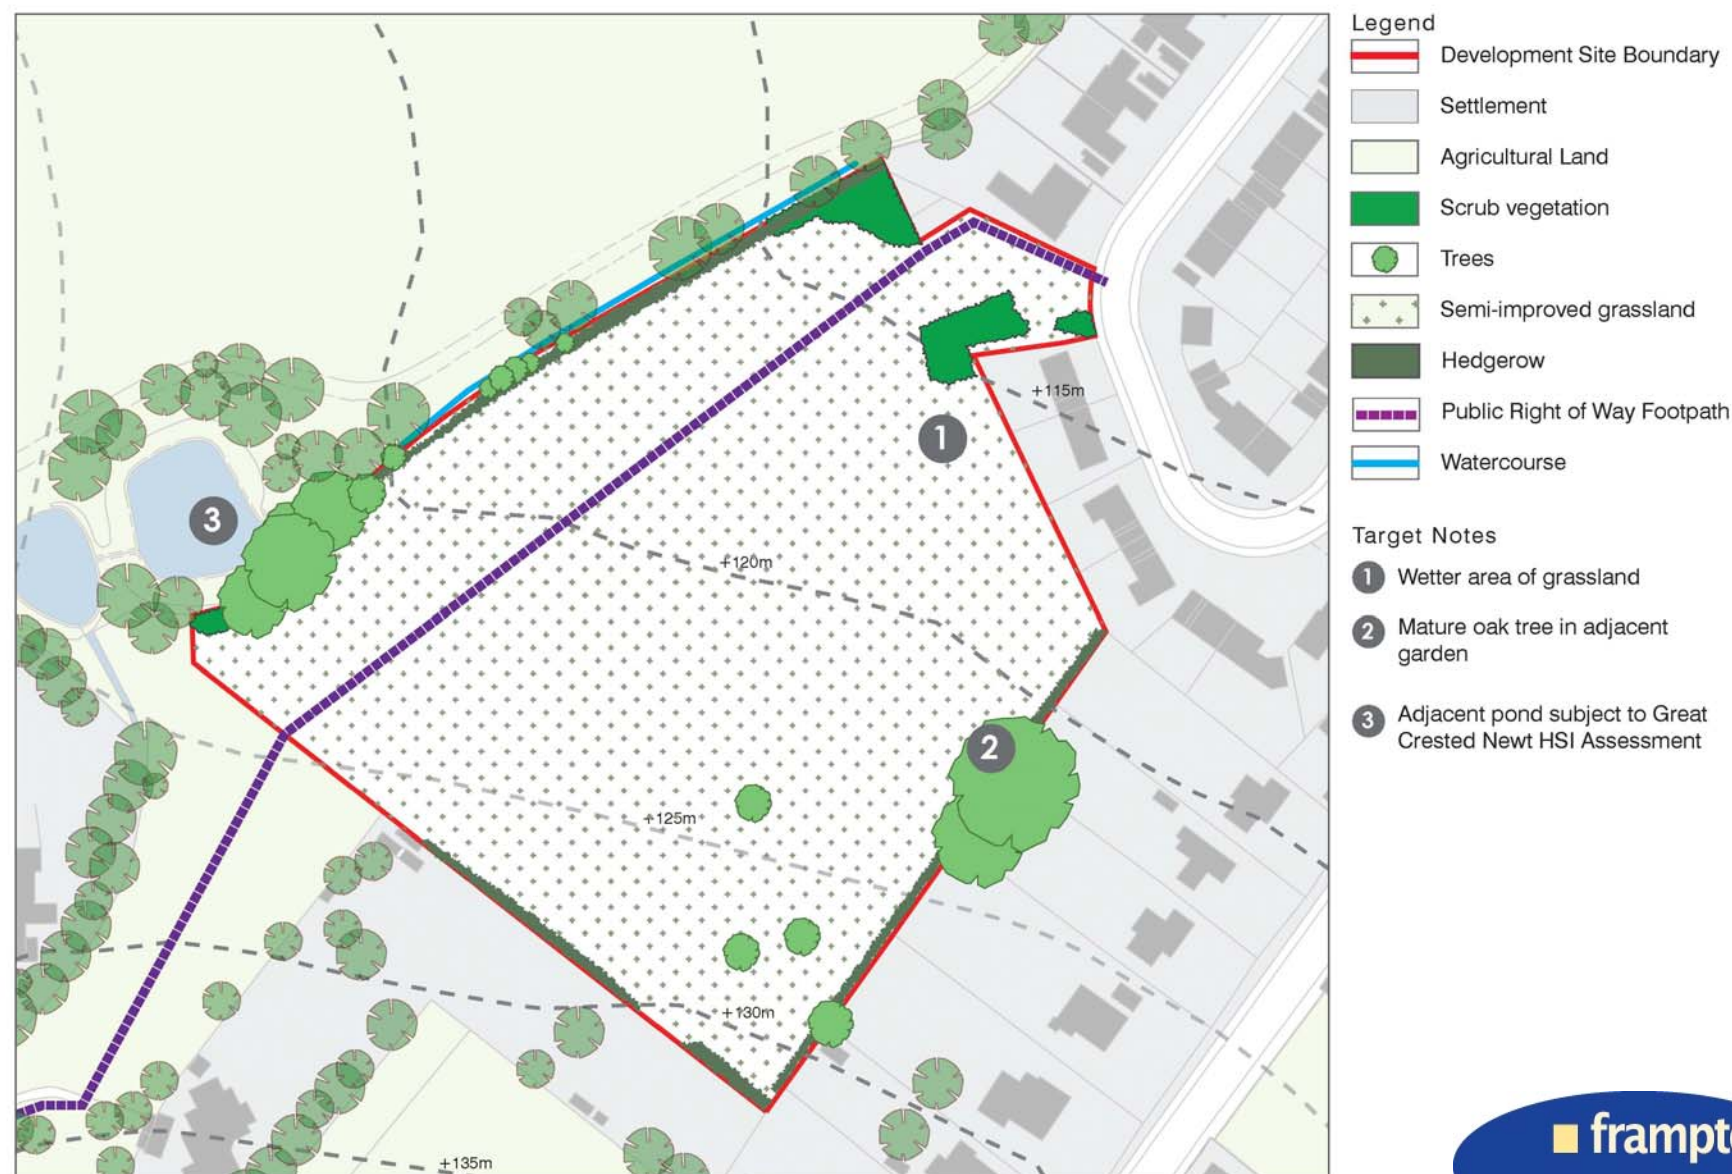 Legend
Development Site Boundary
Settlement
Agricultural Land
Scrub vegetation
Trees
Semi-improved grassland
Hedgerow
Public Right of Way Footpath
Watercourse
Target Notes
1 Wetter area of grassland
2 Mature oak tree in adjacent
garden
3 Adjacent pond subject to Great
Crested Newt HSI Assessment
+115m
1
3
+120m
2
+125m
+130m
+135m